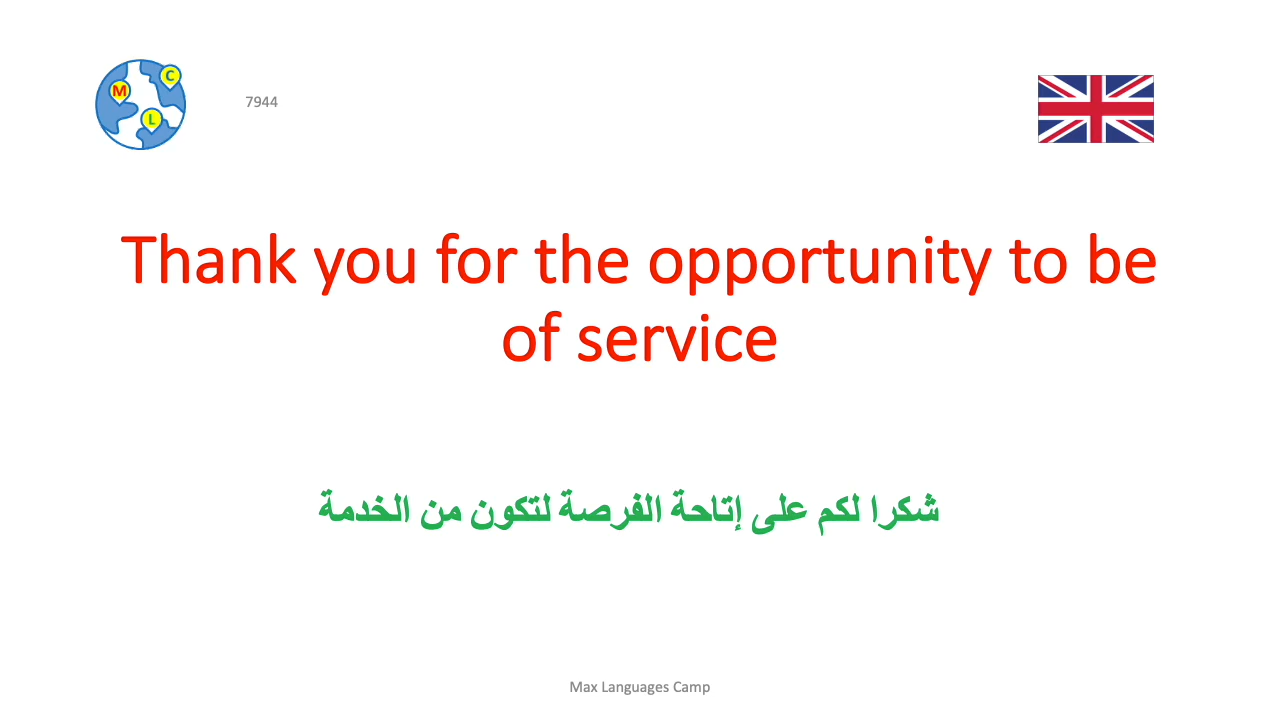 C
M
L
7944
Thank you for the opportunity to be
of service
شكرا لكم على إتاحة الفرصة لتكون من الخدمة
Max Languages Camp